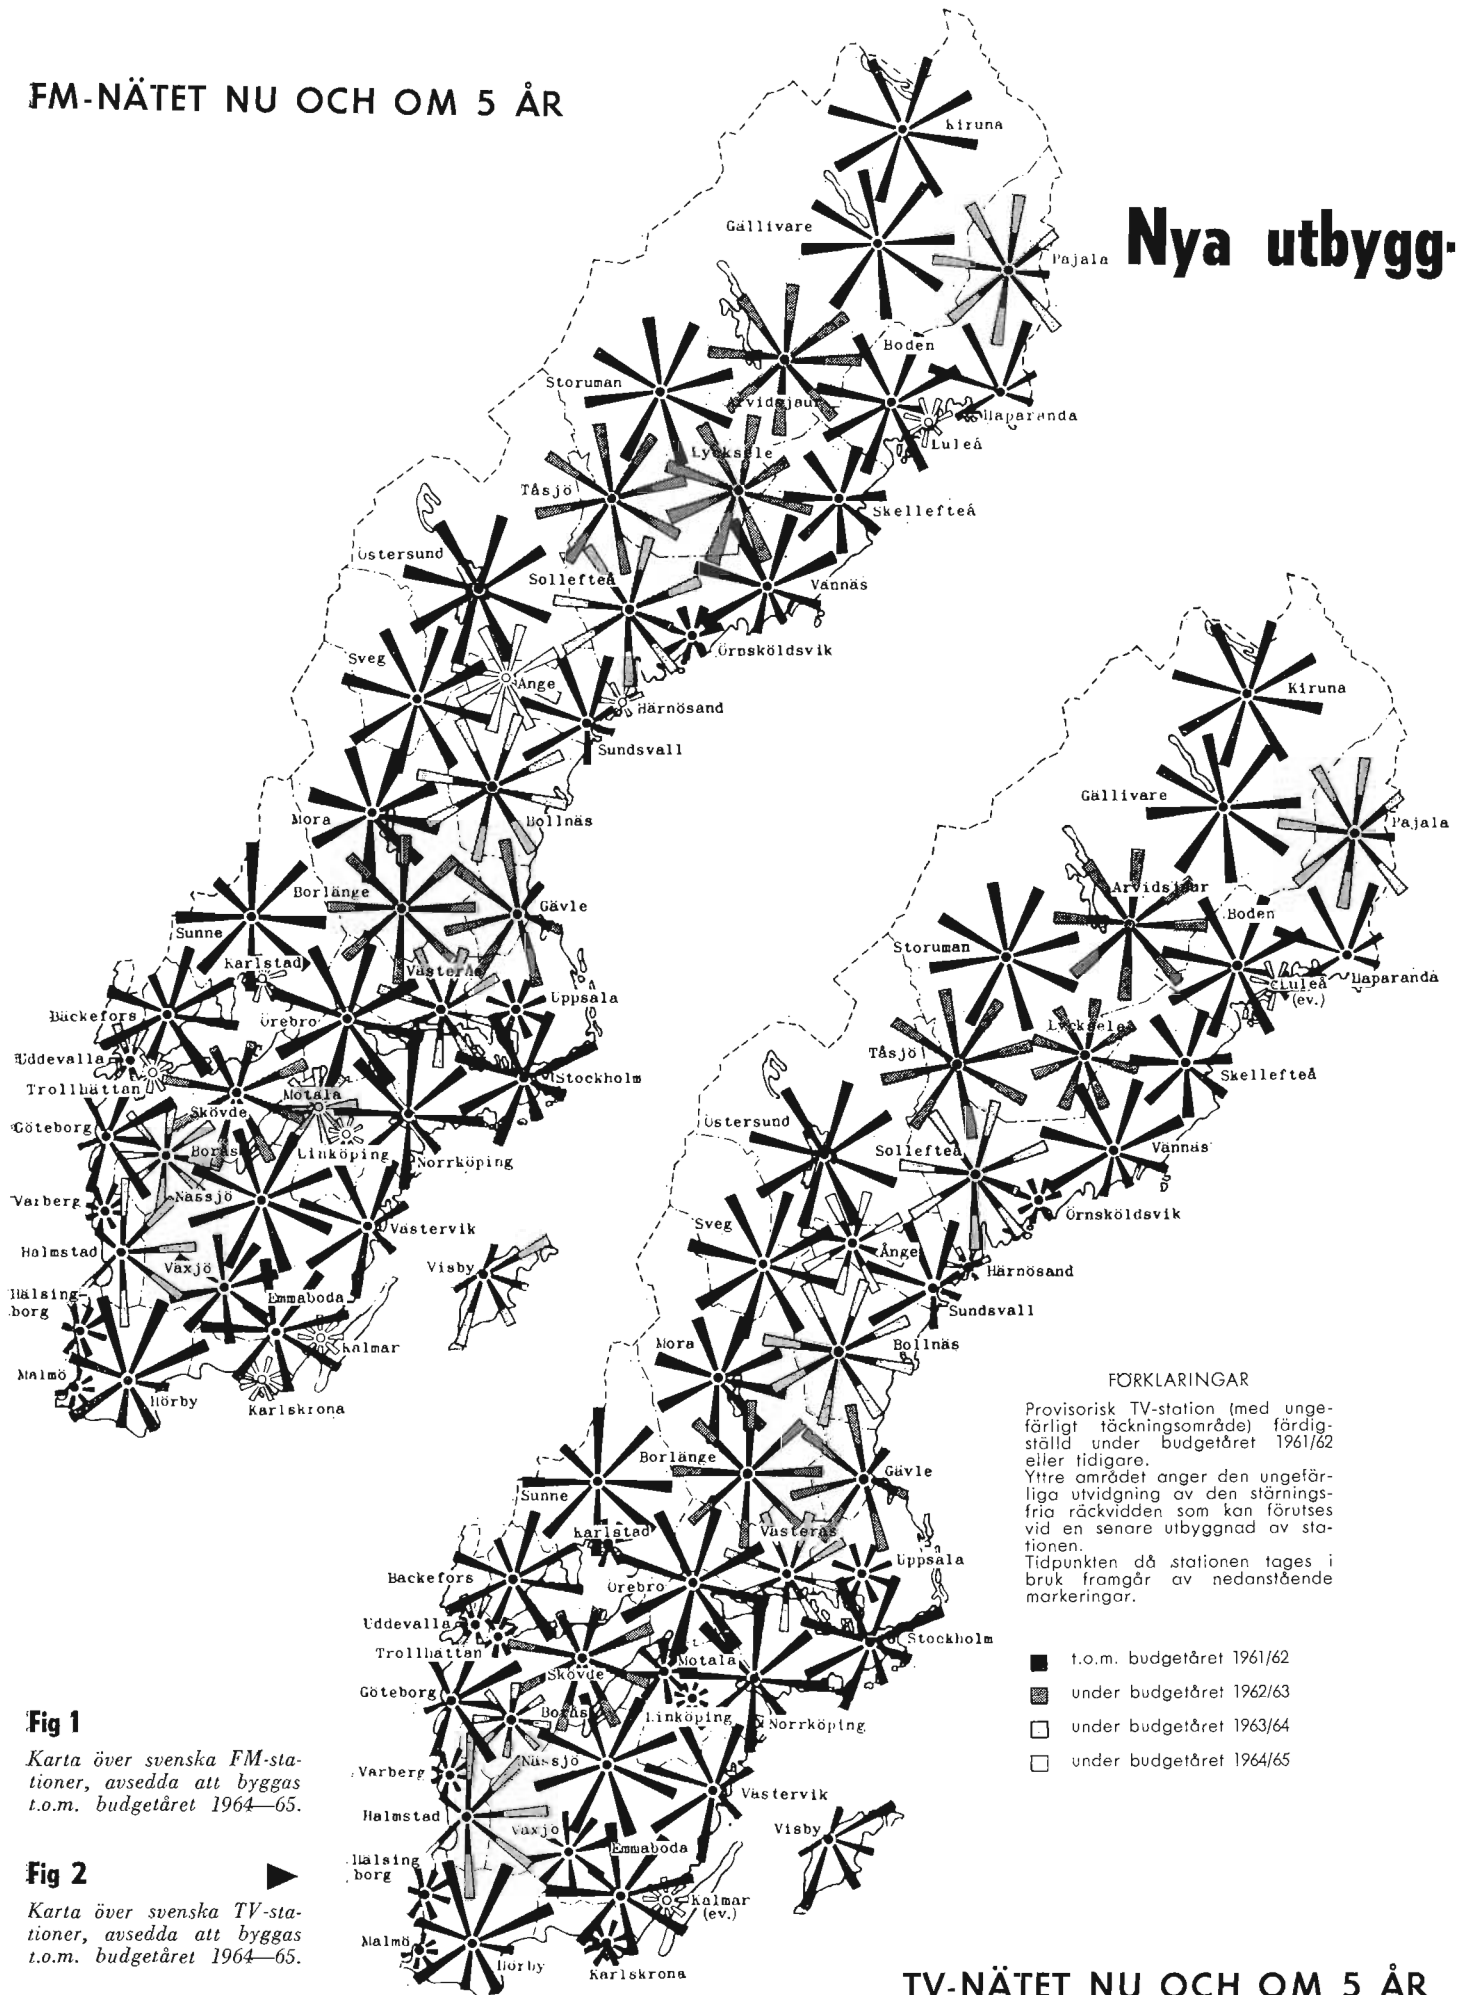 FM-NÄTET NU OCH OM 5 ÅR
Nya utbygg-
Kiruna
Gällivare
Pajala
Boden
Storuman
Arvidsjaur
Haparanda
Luleå
Lycksele
Tåsjö
Skellefteå
Östersund
Sollefteå
Vännäs
Örnsköldsvik
Sveg
Ånge
Härnösand
Sundsvall
Mora
Bollnäs
Borlänge
Gävle
Sunne
Karlstad
Västerås
Uppsala
Bäckefors
Örebro
Uddevalla
Stockholm
Trollhättan
Motala
Skövde
Göteborg
Borås
Linköping
Norrköping
Nässjö
Varberg
Västervik
Halmstad
Växjö
Visby
Hälsing-
borg
Emmaboda
Kalmar
Malmö
Hörby
Karlskrona
Kiruna
Gällivare
Pajala
Arvidsjaur
Boden
Storuman
Luleå
(ev.)
Haparanda
Lycksele
Tåsjö
Skellefteå
Östersund
Sollefteå
Vännäs
Örnsköldsvik
Sveg
Ånge
Härnösand
Sundsvall
Mora
Bollnäs
Borlänge
Gävle
Sunne
Karlstad
Västerås
Uppsala
Bäckefors
Örebro
Uddevalla
Stockholm
Trollhättan
Motala
Skövde
Göteborg
Borås
Linköping
Norrköping
Nässjö
Varberg
Västervik
Halmstad
Växjö
Visby
Emmaboda
Hälsing
borg
Kalmar
(ev.)
Malmö
Hörby
Karlskrona
FÖRKLARINGAR
Provisorisk TV-station (med unge-
färligt täckningsområde) färdig-
ställd under budgetåret 1961/62
eller tidigare.
Yttre området anger den ungefär-
liga utvidgning av den störnings-
fria räckvidden som kan förutses
vid en senare utbyggnad av sta-
tionen.
Tidpunkten då stationen tages i
bruk framgår av nedanstående
markeringar.
t.o.m. budgetåret 1961/62
under budgetåret 1962/63
under budgetåret 1963/64
under budgetåret 1964/65
Fig 1
Karta över svenska FM-sta-
tioner, avsedda att byggas
t.o.m. budgetåret 1964—65.
Fig 2
Karta över svenska TV-sta-
tioner, avsedda att byggas
t.o.m. budgetåret 1964—65.
TV-NÄTET NU OCH OM 5 ÅR